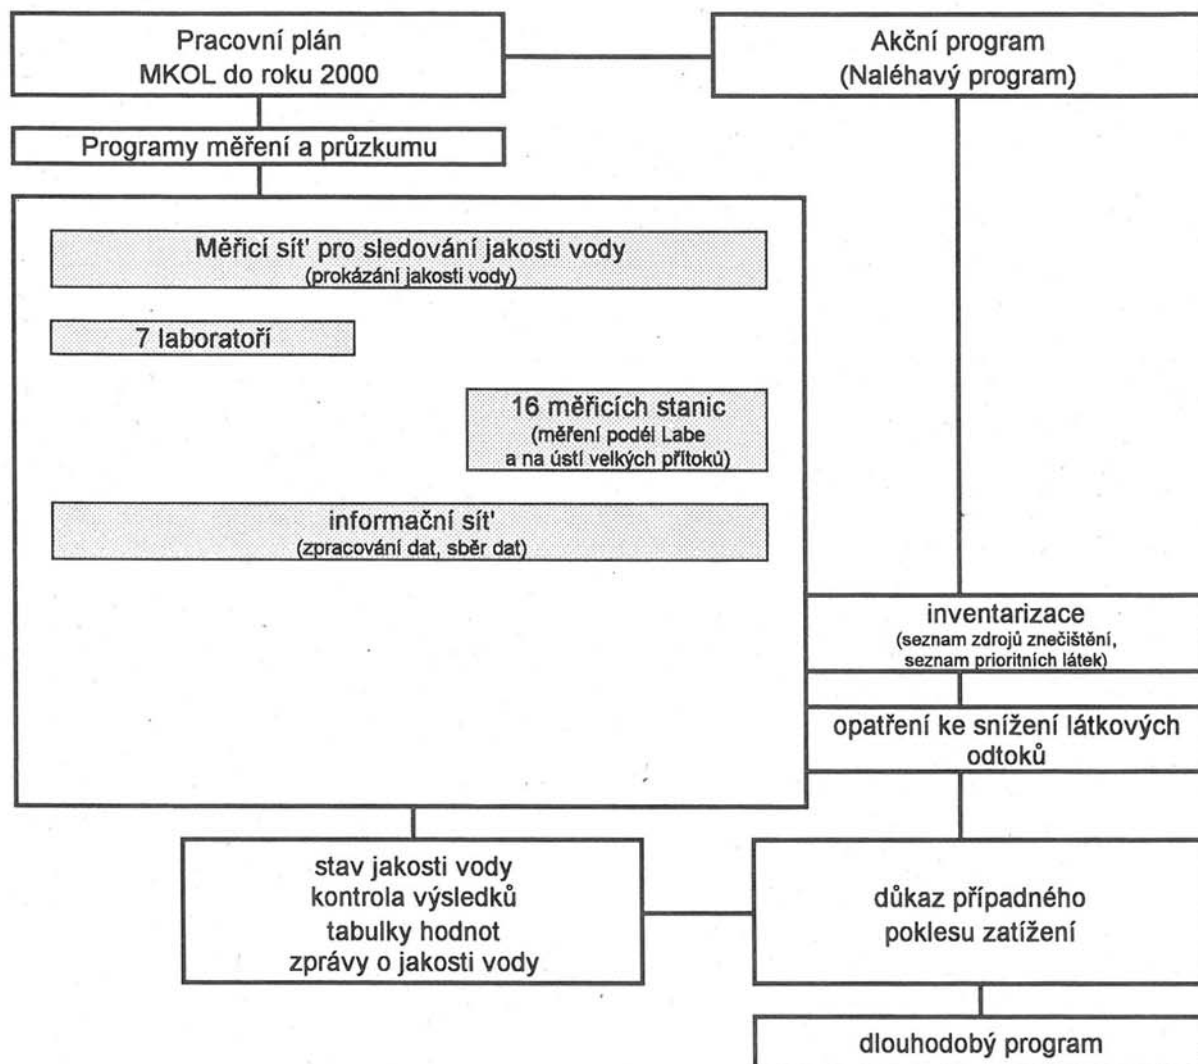 Pracovní plán
MKOL do roku 2000
Akční program
(Naléhavý program)
Programy měření a průzkumu
Měřicí sít' pro sledování jakosti vody
(prokázání jakosti vody)
7 laboratoří
16 měřicích stanic
(měření podél Labe
a na ústí velkých přítoků)
informační sít'
(zpracování dat, sběr dat)
inventarizace
(seznam zdrojů znečištění,
seznam prioritních látek)
opatření ke snížení látkových
odtoků
stav jakosti vody
kontrola výsledků
tabulky hodnot
zprávy o jakosti vody
důkaz případného
poklesu zatížení
dlouhodobý program